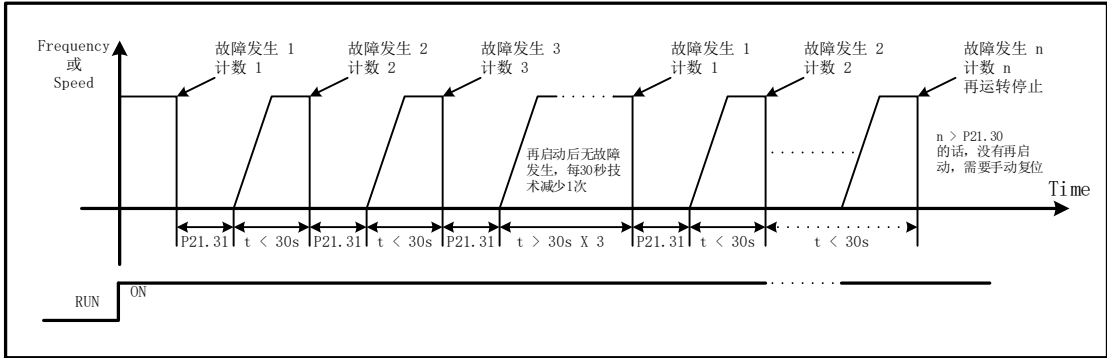 Frequency
或
Speed
故障发生 1
计数 1
故障发生 2
计数 2
故障发生 3
计数 3
故障发生 1
计数 1
故障发生 2
计数 2
故障发生 n
计数 n
再运转停止
再启动后无故障
发生，每30秒技
术减少1次
n > P21.30
的话，没有再启
动，需要手动复位
Time
P21.31
t < 30s
P21.31
t < 30s
P21.31
t > 30s X 3
P21.31
t < 30s
t < 30s
RUN
ON